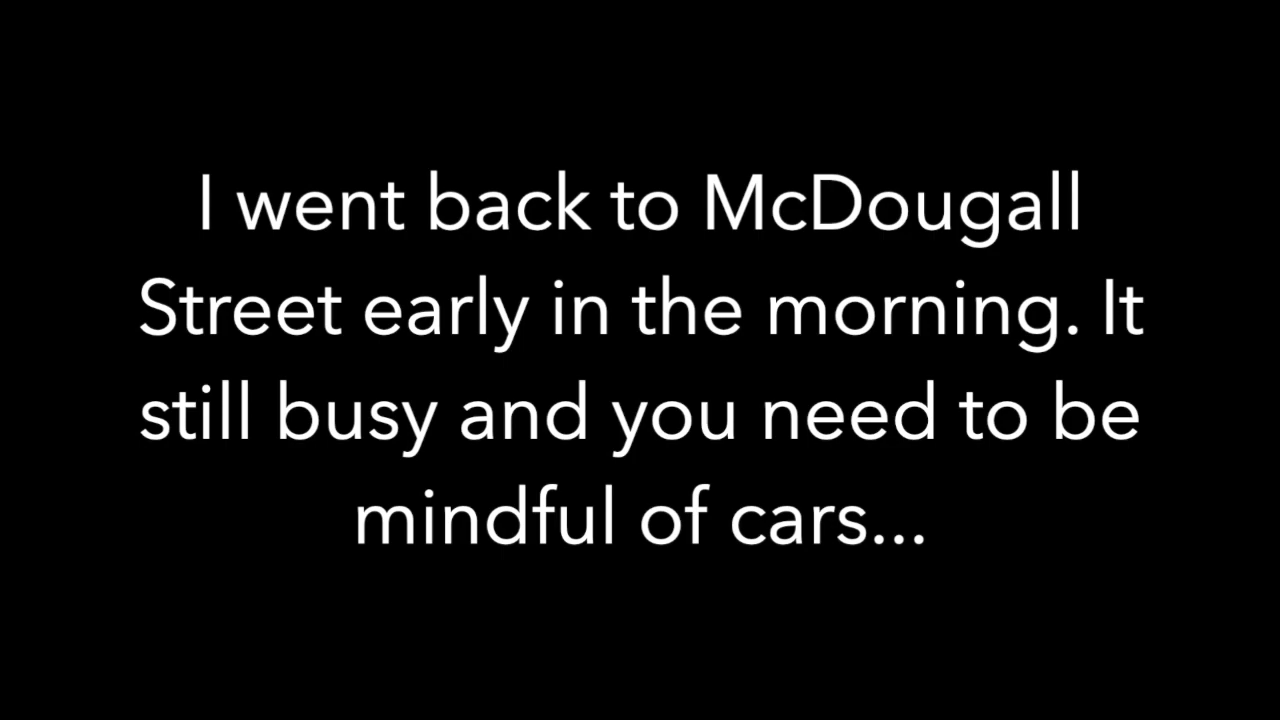 I went back to McDougall
Street early in the morning. It
still busy and you need to be
mindful of cars...